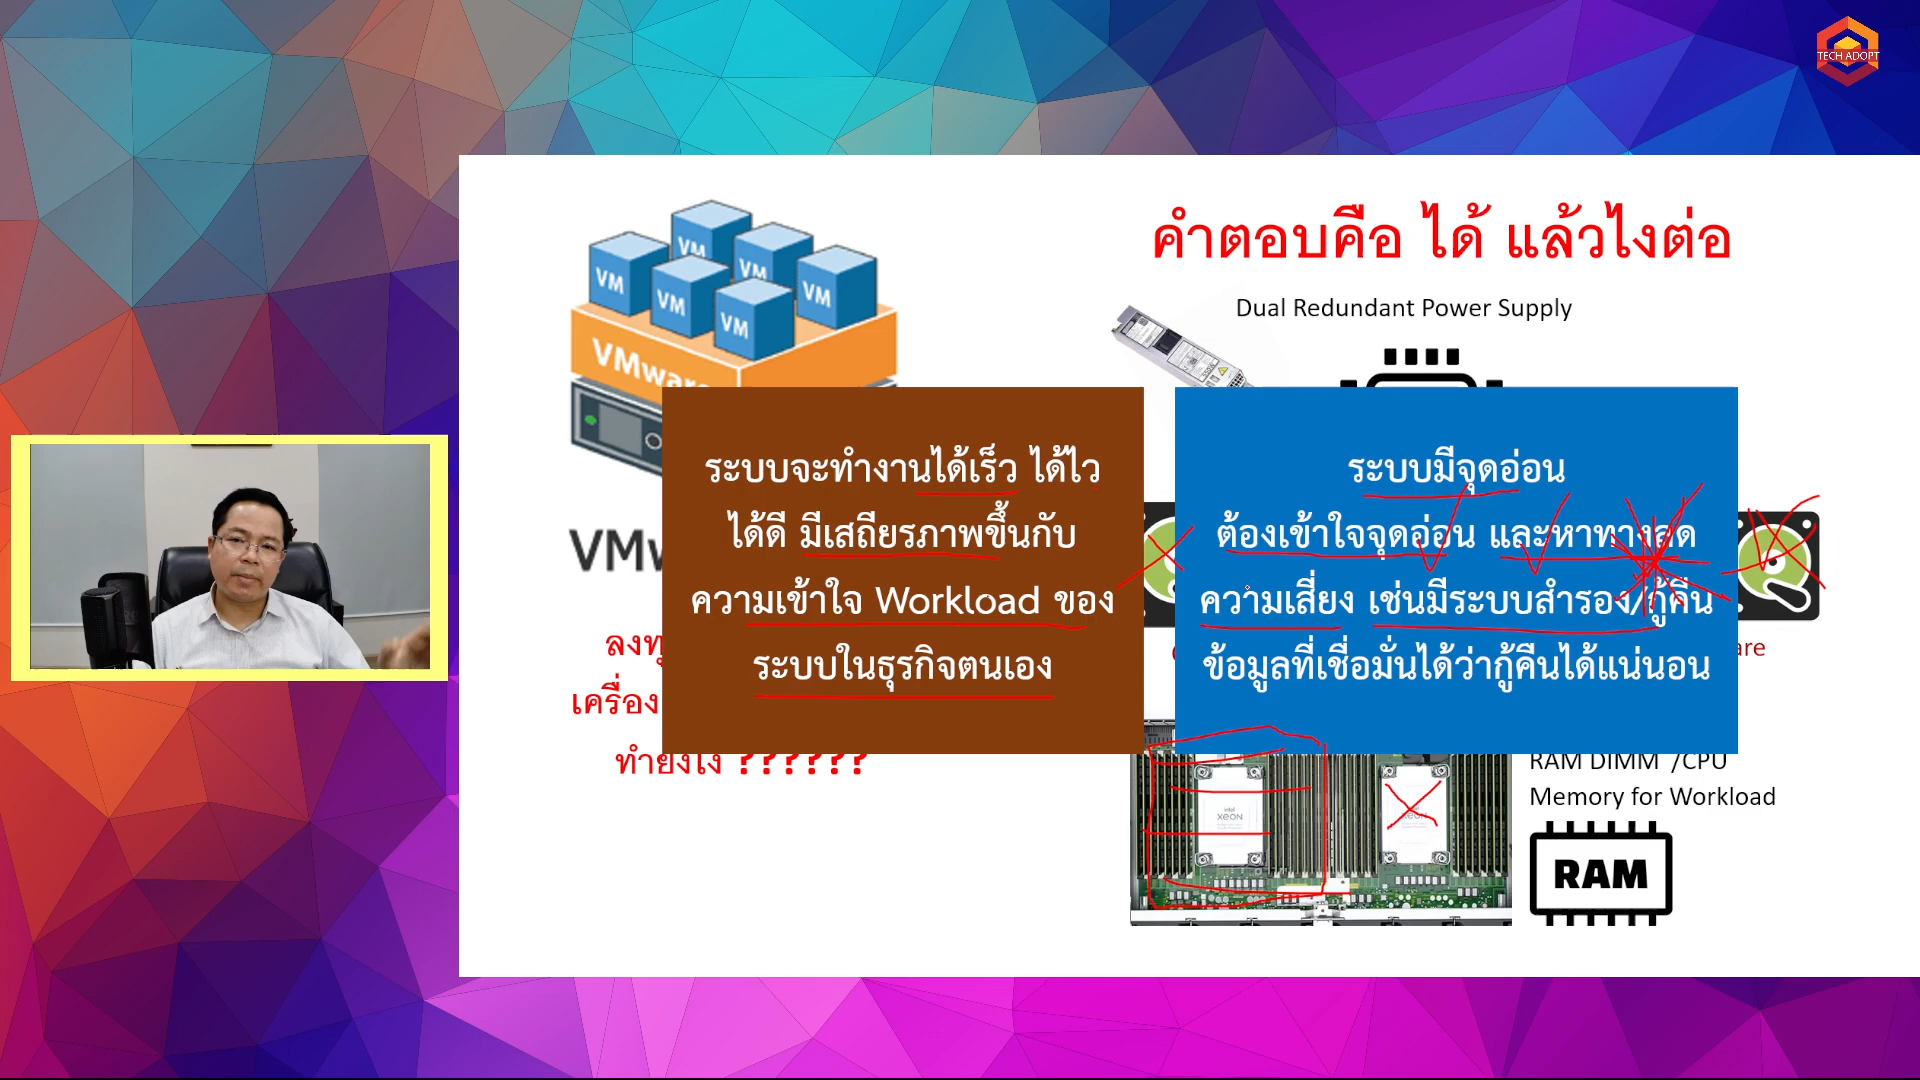 TECH ADOPT
คำตอบคือ ได้ แล้วไงต่อ
Dual Redundant Power Supply
VM
VM
VM
VM
VM
VM
VMware
ระบบจะทำงานได้เร็ว ได้ไว
ได้ดี มีเสถียรภาพขึ้นกับ
ความเข้าใจ Workload ของ
ระบบในธุรกิจตนเอง
ระบบมีจุดอ่อน
ต้องเข้าใจจุดอ่อน และหาทางลด
ความเสี่ยง เช่นมีระบบสำรอง/กู้คืน
ข้อมูลที่เชื่อมั่นได้ว่ากู้คืนได้แน่นอน
เครื่อง
ทำยังไง ??????
RAM DIMM /CPU
Memory for Workload
intel
XEON
RAM